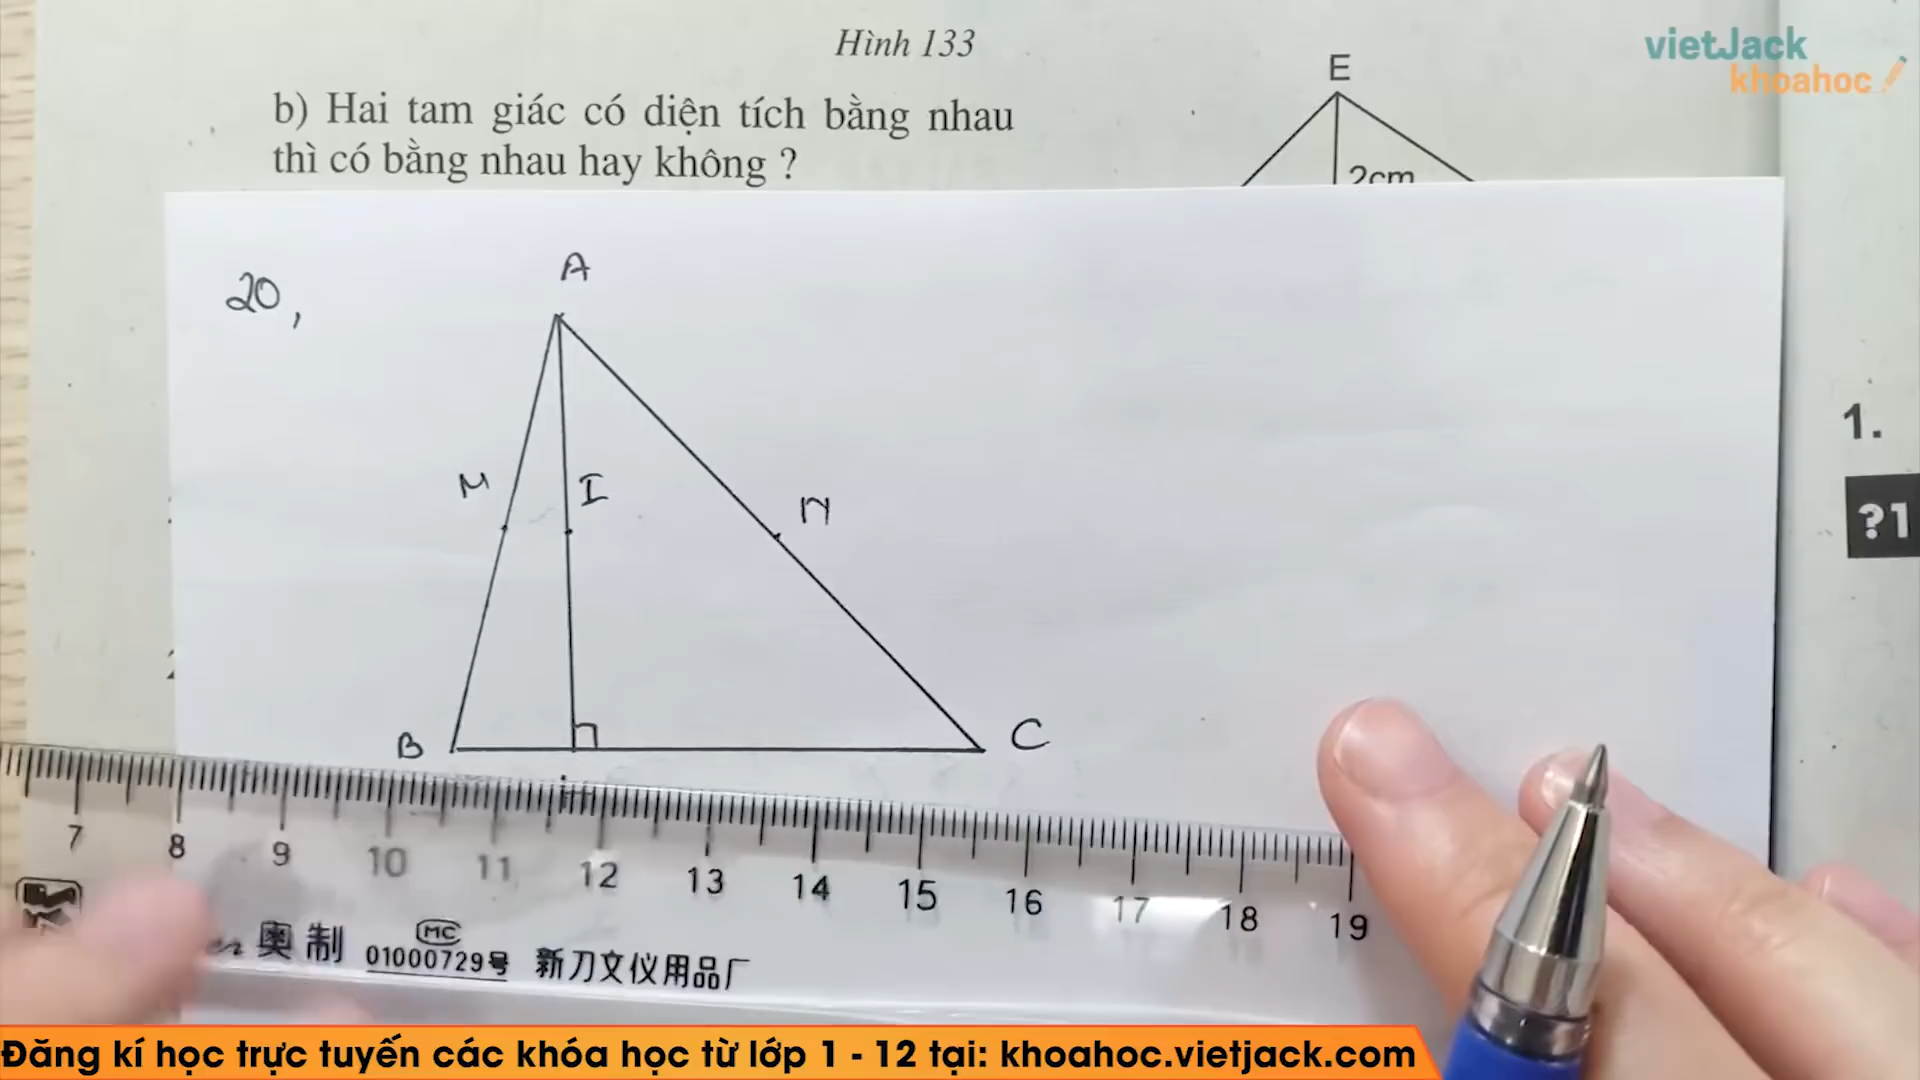 Hình 133
vietJack
khoahoc
E
b) Hai tam giác có diện tích bằng nhau
thì có bằng nhau hay không ?
2cm
20,
A
1.
M
I
N
?1
B
C
H
7 8 9 10 11 12 13 14 15 16 17 18 19
奥制
MC
01000729号
新刀文仪用品厂
Đăng kí học trực tuyến các khóa học từ lớp 1 - 12 tại: khoahoc.vietjack.com